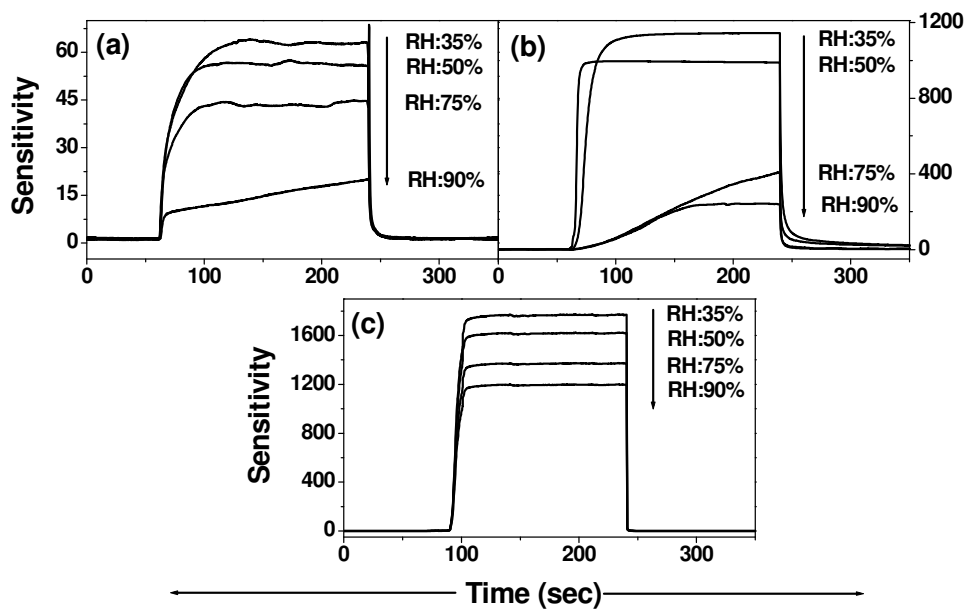 (a)
Sensitivity
60
45
30
15
0
0 100 200 300
RH:35%
RH:50%
RH:75%
RH:90%
(b)
1200
800
400
0
0 100 200 300
RH:35%
RH:50%
RH:75%
RH:90%
(c)
Sensitivity
1600
1200
800
400
0
0 100 200 300
RH:35%
RH:50%
RH:75%
RH:90%
Time (sec)